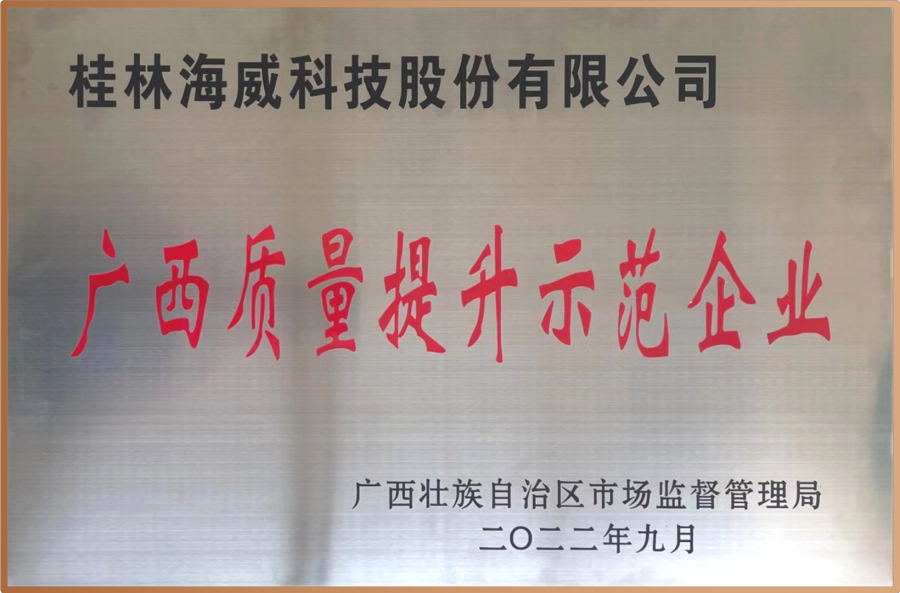 桂林海威科技股份有限公司
广西质量提升示范企业
广西壮族自治区市场监督管理局
二〇二二年九月